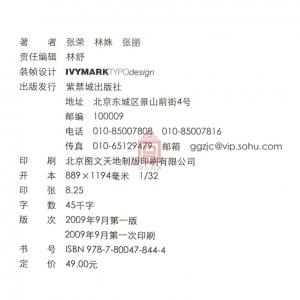 著 者 张荣 林姝 张丽
责任编辑 林舒
装帧设计 IVYMARKTYPOdesign
出版发行 紫禁城出版社
地址 北京东城区景山前街4号
邮编 100009
电话 010-85007808 010-85007816
传真 010-65129479 邮箱 ggzjc@vip.sohu.com
印 刷 北京图文天地制版印刷有限公司
开 本 889×1194毫米 1/32
印 张 8.25
字 数 45千字
版 次 2009年9月第一版
2009年9月第一次印刷
书 号 ISBN 978-7-80047-844-4
定 价 49.00元